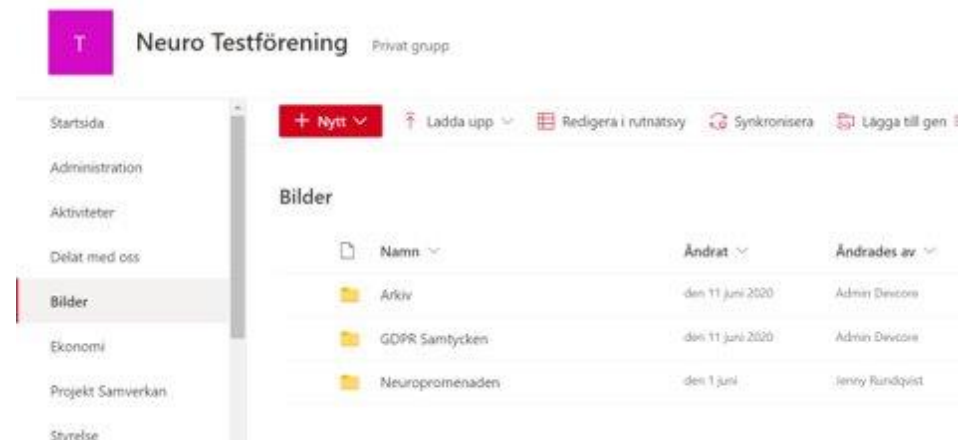 T
Neuro Testförening Privat grupp
Startsida
Administration
Aktiviteter
Delat med oss
Bilder
Ekonomi
Projekt Samverkan
Styrelse
+ Nytt Ladda upp Redigera i rutnätsvy Synkronisera Lägga till gen
Bilder
Namn Ändrat Ändrades av
Arkiv den 11 juni 2020 Admin Devcore
GDPR Samtycken den 11 juni 2020 Admin Devcore
Neuropromenaden den 1 juni Jenny Rundqvist